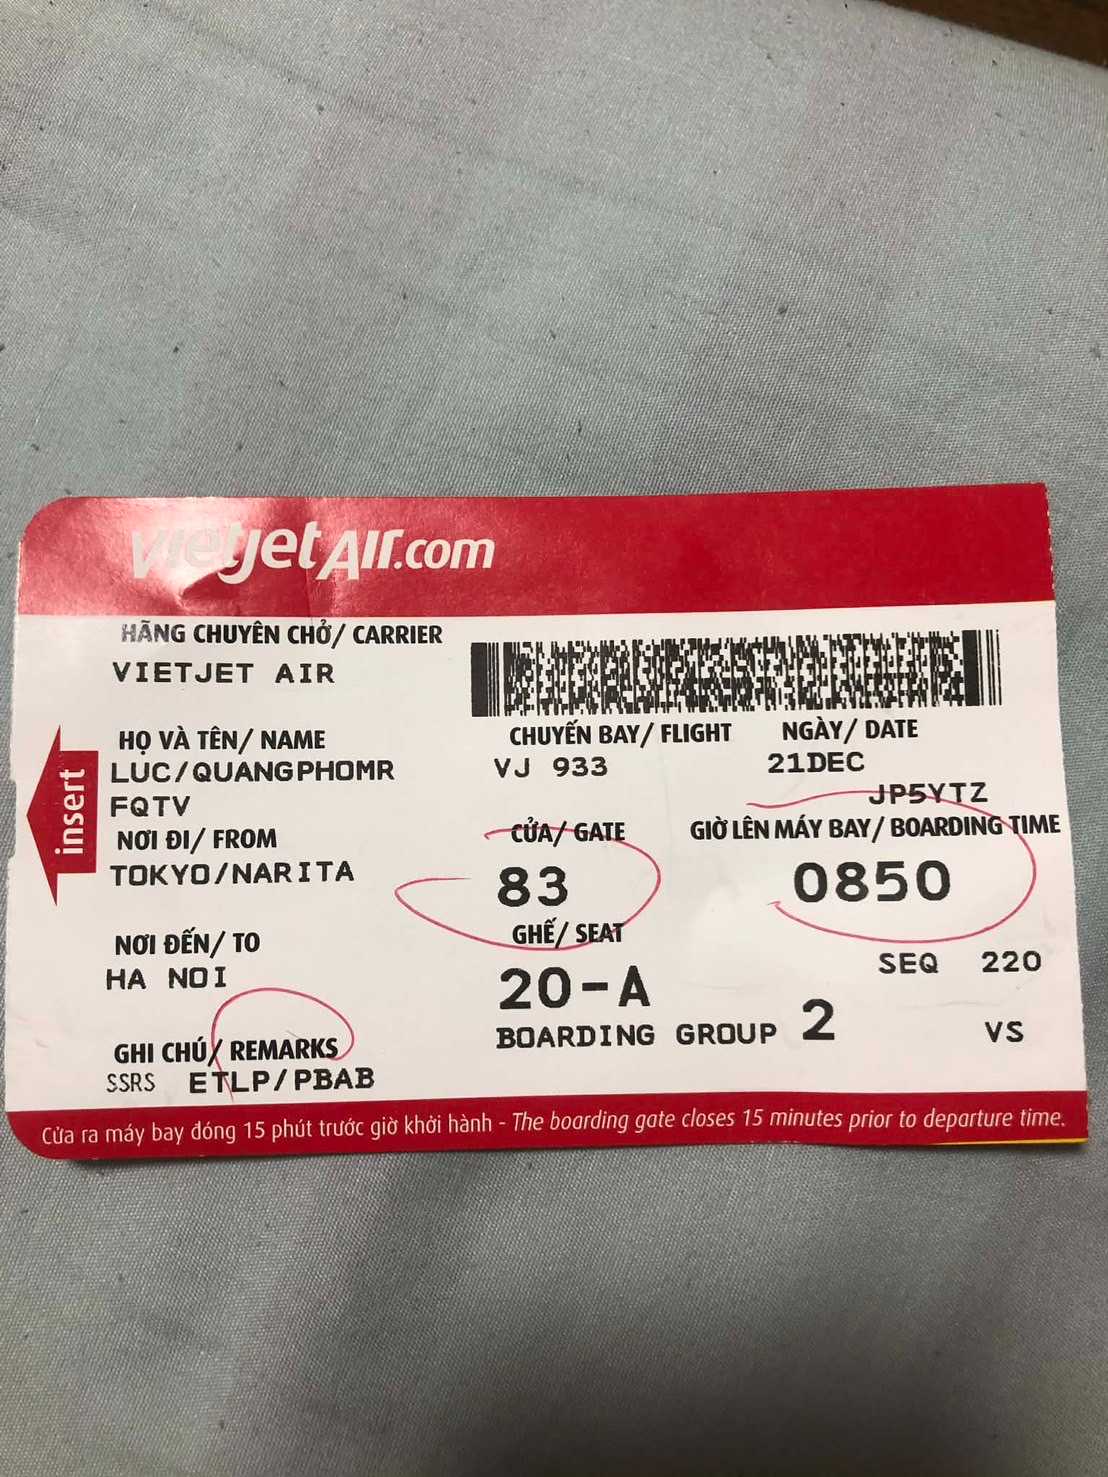 vietjetAir.com
HÃNG CHUYÊN CHỞ/ CARRIER
VIETJET AIR
HỌ VÀ TÊN/ NAME
LUC/QUANGPHOMR
FQTV
CHUYẾN BAY/ FLIGHT
VJ 933
NGÀY/ DATE
21DEC
JP5YTZ
insert
NƠI ĐI/ FROM
TOKYO/NARITA
CỬA/ GATE
83
GIỜ LÊN MÁY BAY/ BOARDING TIME
0850
NƠI ĐẾN/ TO
HA NOI
GHẾ/ SEAT
20-A
SEQ 220
BOARDING GROUP 2
VS
GHI CHÚ/ REMARKS
SSRS ETLP/PBAB
Cửa ra máy bay đóng 15 phút trước giờ khởi hành - The boarding gate closes 15 minutes prior to departure time.